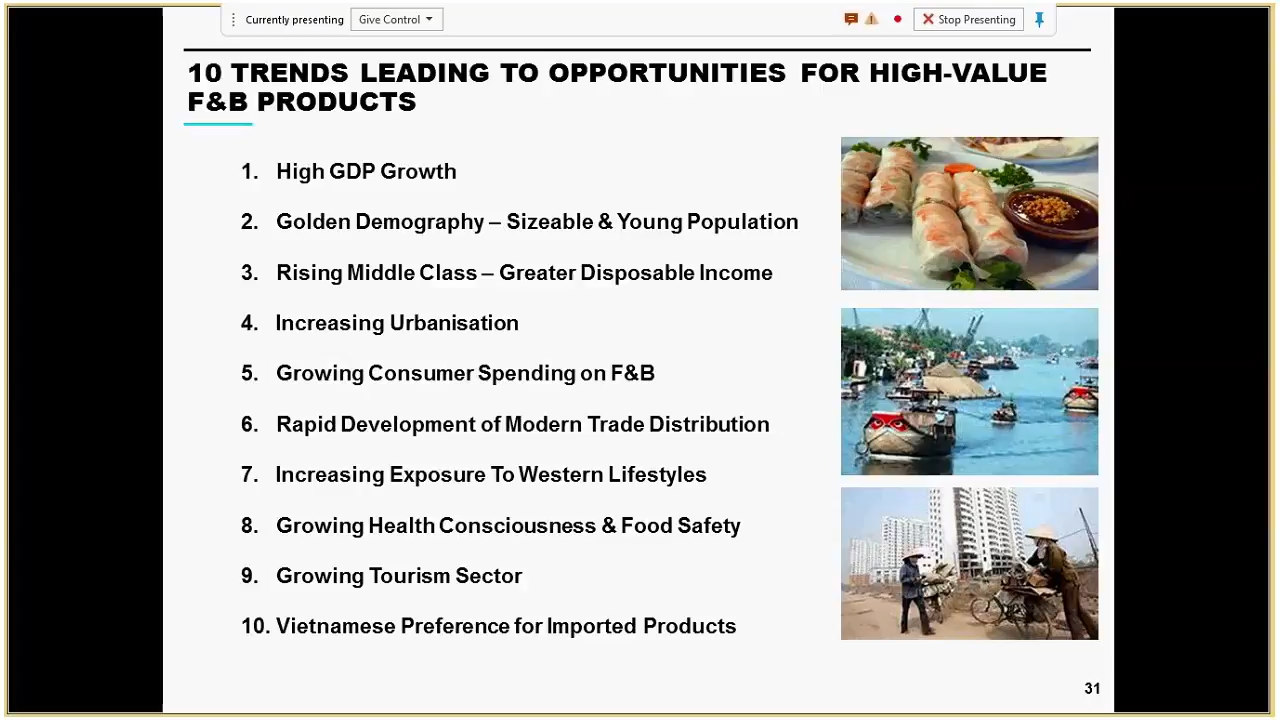 Currently presenting
Give Control
Stop Presenting
10 TRENDS LEADING TO OPPORTUNITIES FOR HIGH-VALUE
F&B PRODUCTS
1. High GDP Growth
2. Golden Demography – Sizeable & Young Population
3. Rising Middle Class – Greater Disposable Income
4. Increasing Urbanisation
5. Growing Consumer Spending on F&B
6. Rapid Development of Modern Trade Distribution
7. Increasing Exposure To Western Lifestyles
8. Growing Health Consciousness & Food Safety
9. Growing Tourism Sector
10. Vietnamese Preference for Imported Products
31